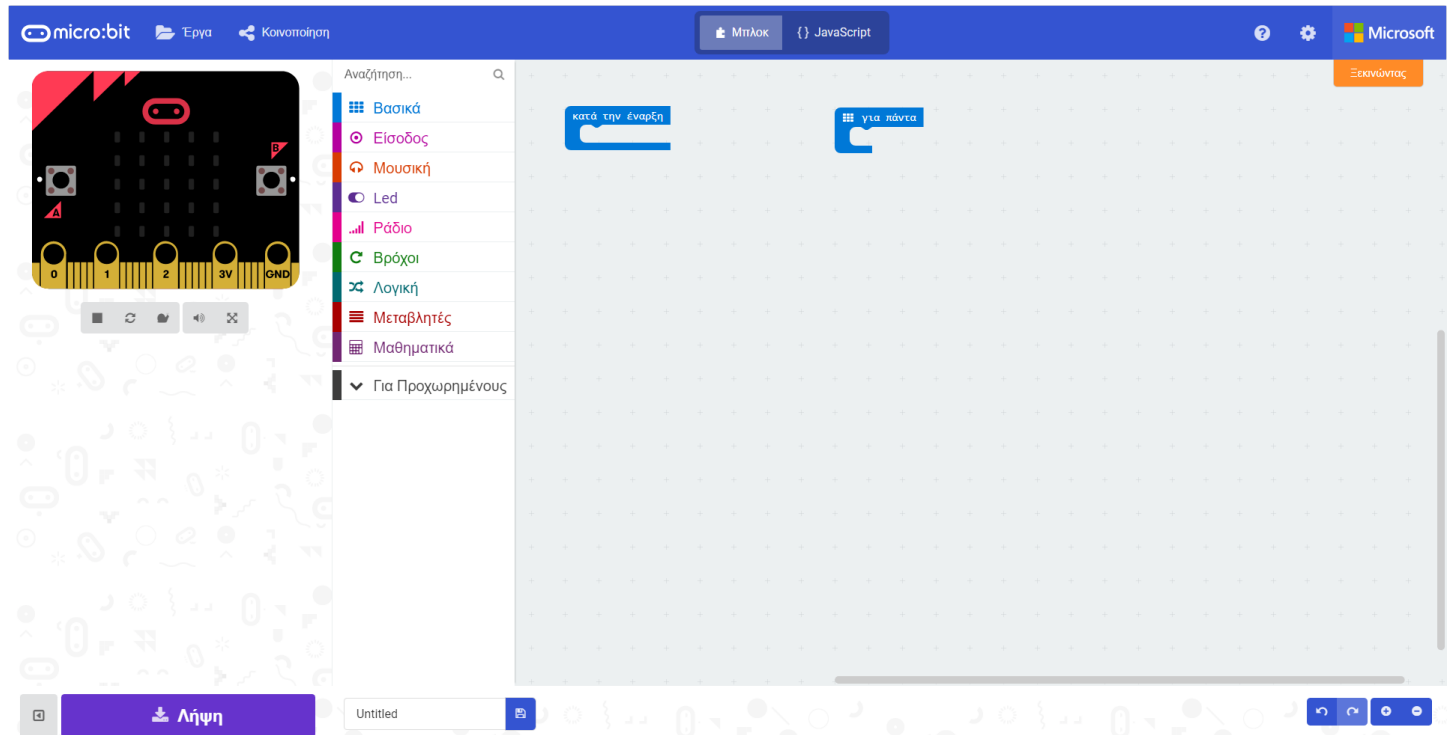 micro:bit
Έργα
Κοινοποίηση
Μπλοκ
{} JavaScript
Microsoft
Αναζήτηση...
Ξεκινώντας
Βασικά
Είσοδος
Μουσική
Led
Ράδιο
Βρόχοι
Λογική
Μεταβλητές
Μαθηματικά
Για Προχωρημένους
κατά την έναρξη
για πάντα
B
A
0 1 2 3V GND
Λήψη
Untitled